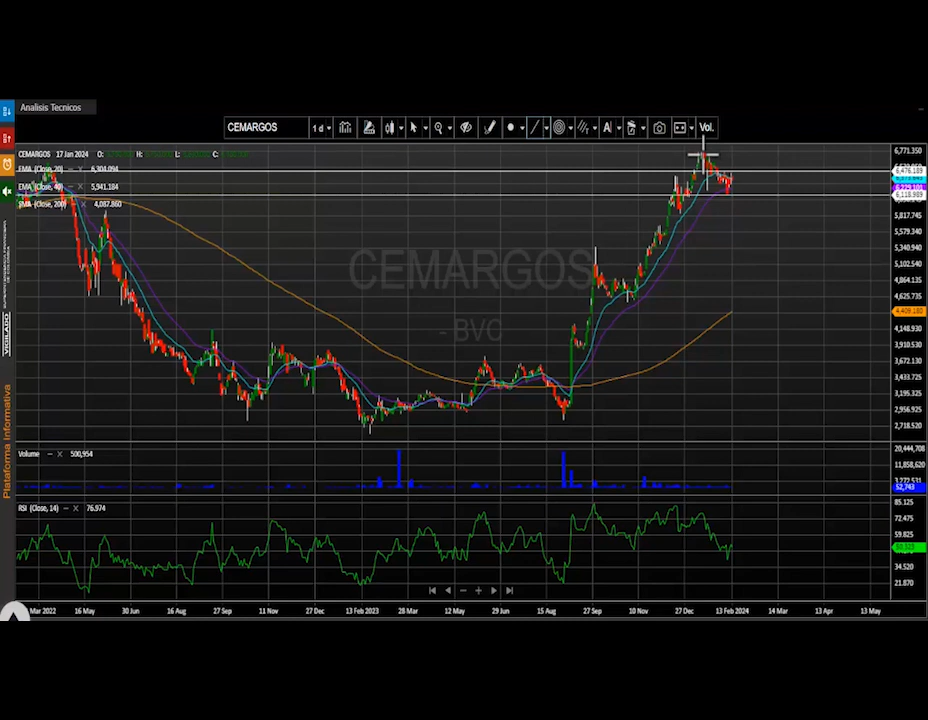 Analisis Tecnicos
CEMARGOS 1 d Vol.
CEMARGOS 17 Jan 2024 O: H: L: C:
EMA (Close, 20) 6,304.094
EMA (Close, 40) 5,941.184
SMA (Close, 200) 4,087.860
CEMARGOS
- BVC
6,771.350
6,476.189
6,118.989
5,817.745
5,579.340
5,340.940
5,102.540
4,864.135
4,625.735
4,409.180
4,148.930
3,910.530
3,672.130
3,433.725
3,195.325
2,956.925
2,718.520
Volume 500,954
20,444,708
11,858,620
3,272,531
52,743
RSI (Close, 14) 76.974
85.125
72.475
59.825
34.520
21.870
Mar 2022 16 May 30 Jun 16 Aug 27 Sep 11 Nov 27 Dec 13 Feb 2023 28 Mar 12 May 29 Jun 15 Aug 27 Sep 10 Nov 27 Dec 13 Feb 2024 14 Mar 13 Apr 13 May
VIGILADO
Plataforma Informativa